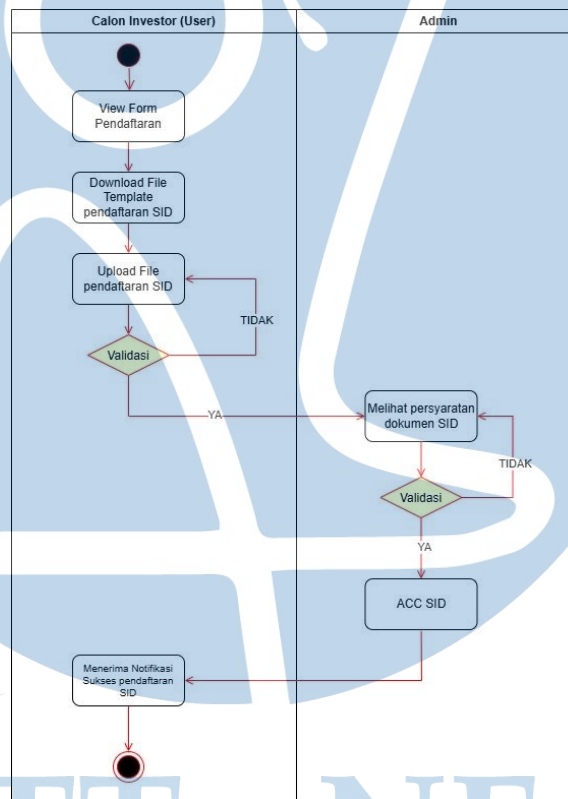 Calon Investor (User)
Admin
View Form
Pendaftaran
Download File
Template
pendaftaran SID
Upload File
pendaftaran SID
TIDAK
Validasi
YA
Melihat persyaratan
dokumen SID
TIDAK
Validasi
YA
ACC SID
Menerima Notifikasi
Sukses pendaftaran
SID